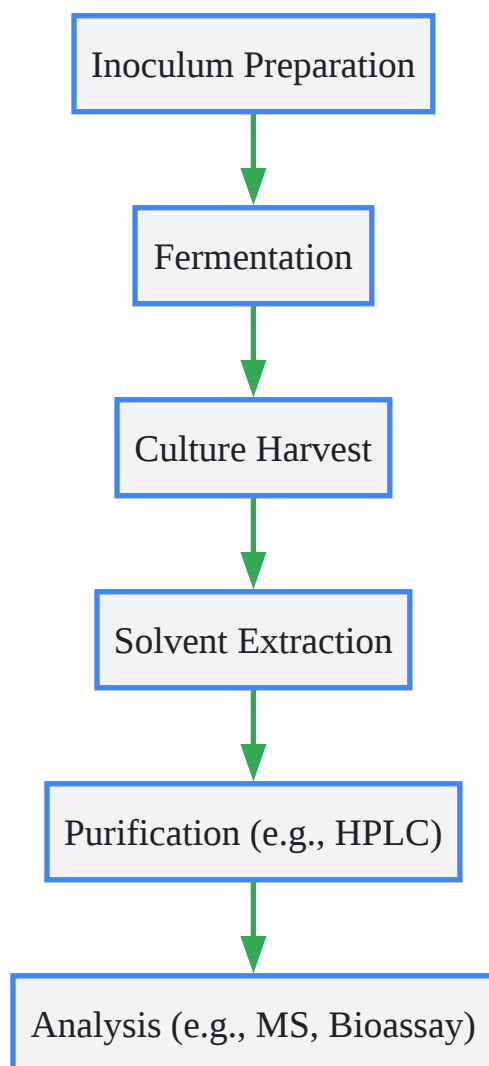 Inoculum Preparation
Fermentation
Culture Harvest
Solvent Extraction
Purification (e.g., HPLC)
Analysis (e.g., MS, Bioassay)